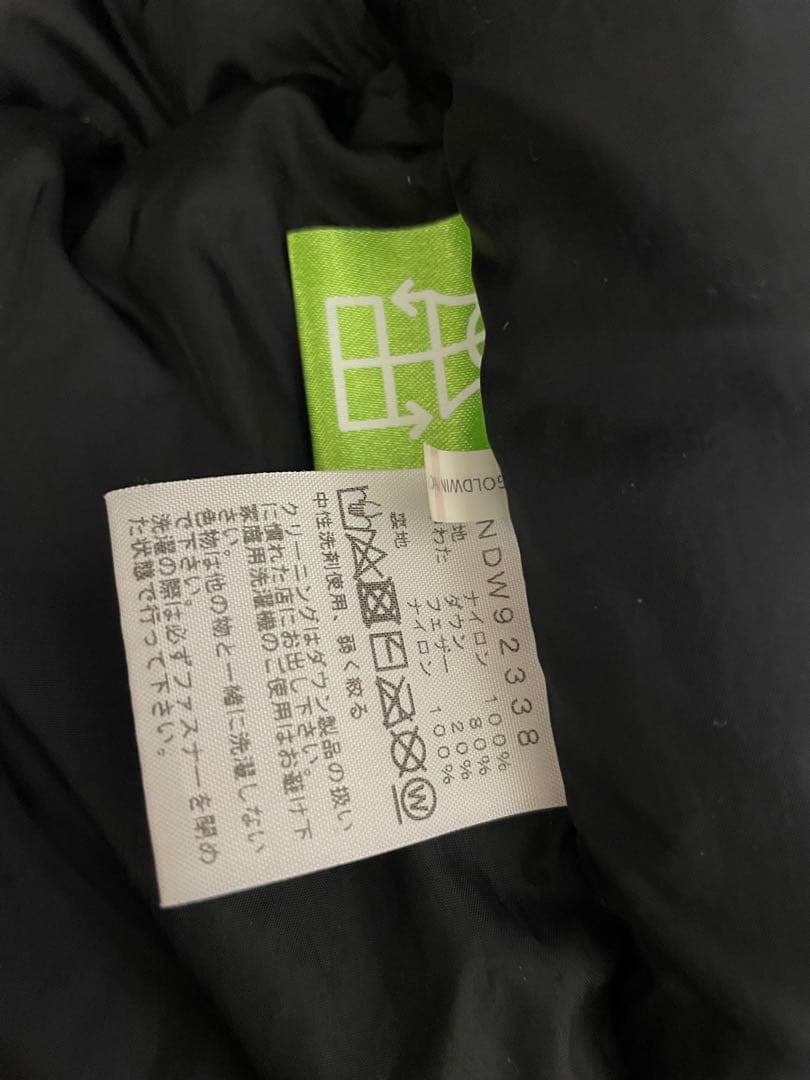 GOLDWIN
NDW92338
地 ナイロン 100%
わた ダウン 80%
フェザー 20%
裏地 ナイロン 100%
W
中性洗剤使用、弱く絞る
クリーニングはダウン製品の扱い
に慣れた店にお出し下さい。
家庭用洗濯機のご使用はお避け下
さい。
色物は他の物と一緒に洗濯しない
で下さい。
洗濯の際は必ずファスナーを閉め
た状態で行って下さい。